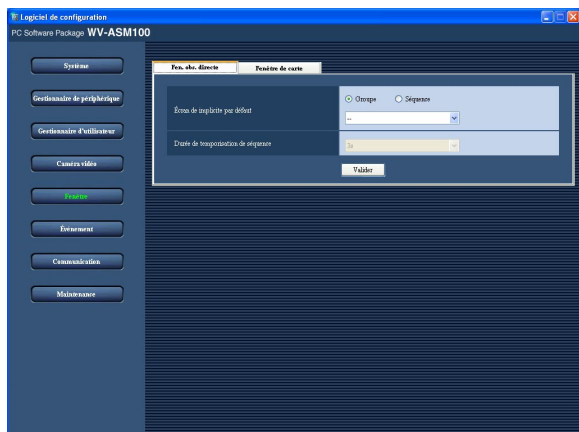 Logiciel de configuration
PC Software Package WV-ASM100
Système
Gestionnaire de périphérique
Gestionnaire d'utilisateur
Caméra vidéo
Fenêtre
Évenement
Communication
Maintenance
Fen. obs. directe
Fenêtre de carte
Écran de implicite par défaut
Groupe
Séquence
--
Durée de temporisation de séquence
3s
Valider